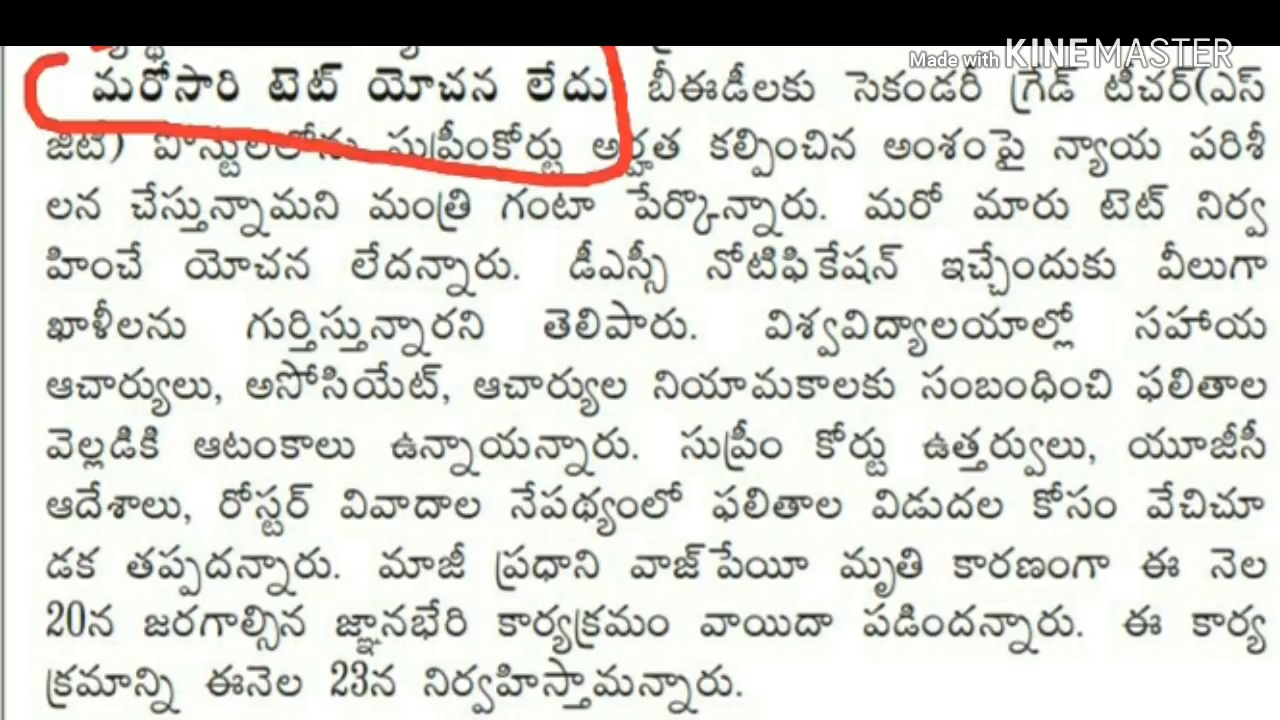 Made with KINEMASTER
మరోసారి టెట్ యోచన లేదు బీఈడీలకు సెకండరీ గ్రేడ్ టీచర్(ఎస్
జీటీ) పోస్టులలోను సుప్రీంకోర్టు అర్హత కల్పించిన అంశంపై న్యాయ పరిశీ
లన చేస్తున్నామని మంత్రి గంటా పేర్కొన్నారు. మరో మారు టెట్ నిర్వ
హించే యోచన లేదన్నారు. డీఎస్సీ నోటిఫికేషన్ ఇచ్చేందుకు వీలుగా
ఖాళీలను గుర్తిస్తున్నారని తెలిపారు. విశ్వవిద్యాలయాల్లో సహాయ
ఆచార్యులు, అసోసియేట్, ఆచార్యుల నియామకాలకు సంబంధించి ఫలితాల
వెల్లడికి ఆటంకాలు ఉన్నాయన్నారు. సుప్రీం కోర్టు ఉత్తర్వులు, యూజీసీ
ఆదేశాలు, రోస్టర్ వివాదాల నేపథ్యంలో ఫలితాల విడుదల కోసం వేచిచూ
డక తప్పదన్నారు. మాజీ ప్రధాని వాజ్‌పేయీ మృతి కారణంగా ఈ నెల
20న జరగాల్సిన జ్ఞానభేరి కార్యక్రమం వాయిదా పడిందన్నారు. ఈ కార్య
క్రమాన్ని ఈనెల 23న నిర్వహిస్తామన్నారు.